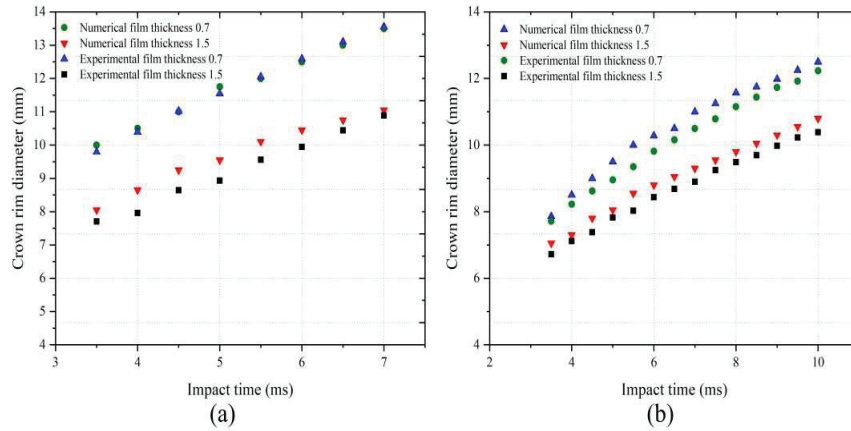 14
13
12
11
10
9
8
7
6
5
4
Crown rim diameter (mm)
Numerical film thickness 0.7
Numerical film thickness 1.5
Experimental film thickness 0.7
Experimental film thickness 1.5
3 4 5 6 7
Impact time (ms)
(a)
14
12
10
8
6
4
Crown rim diameter (mm)
Numerical film thickness 0.7
Numerical film thickness 1.5
Experimental film thickness 0.7
Experimental film thickness 1.5
2 4 6 8 10
Impact time (ms)
(b)